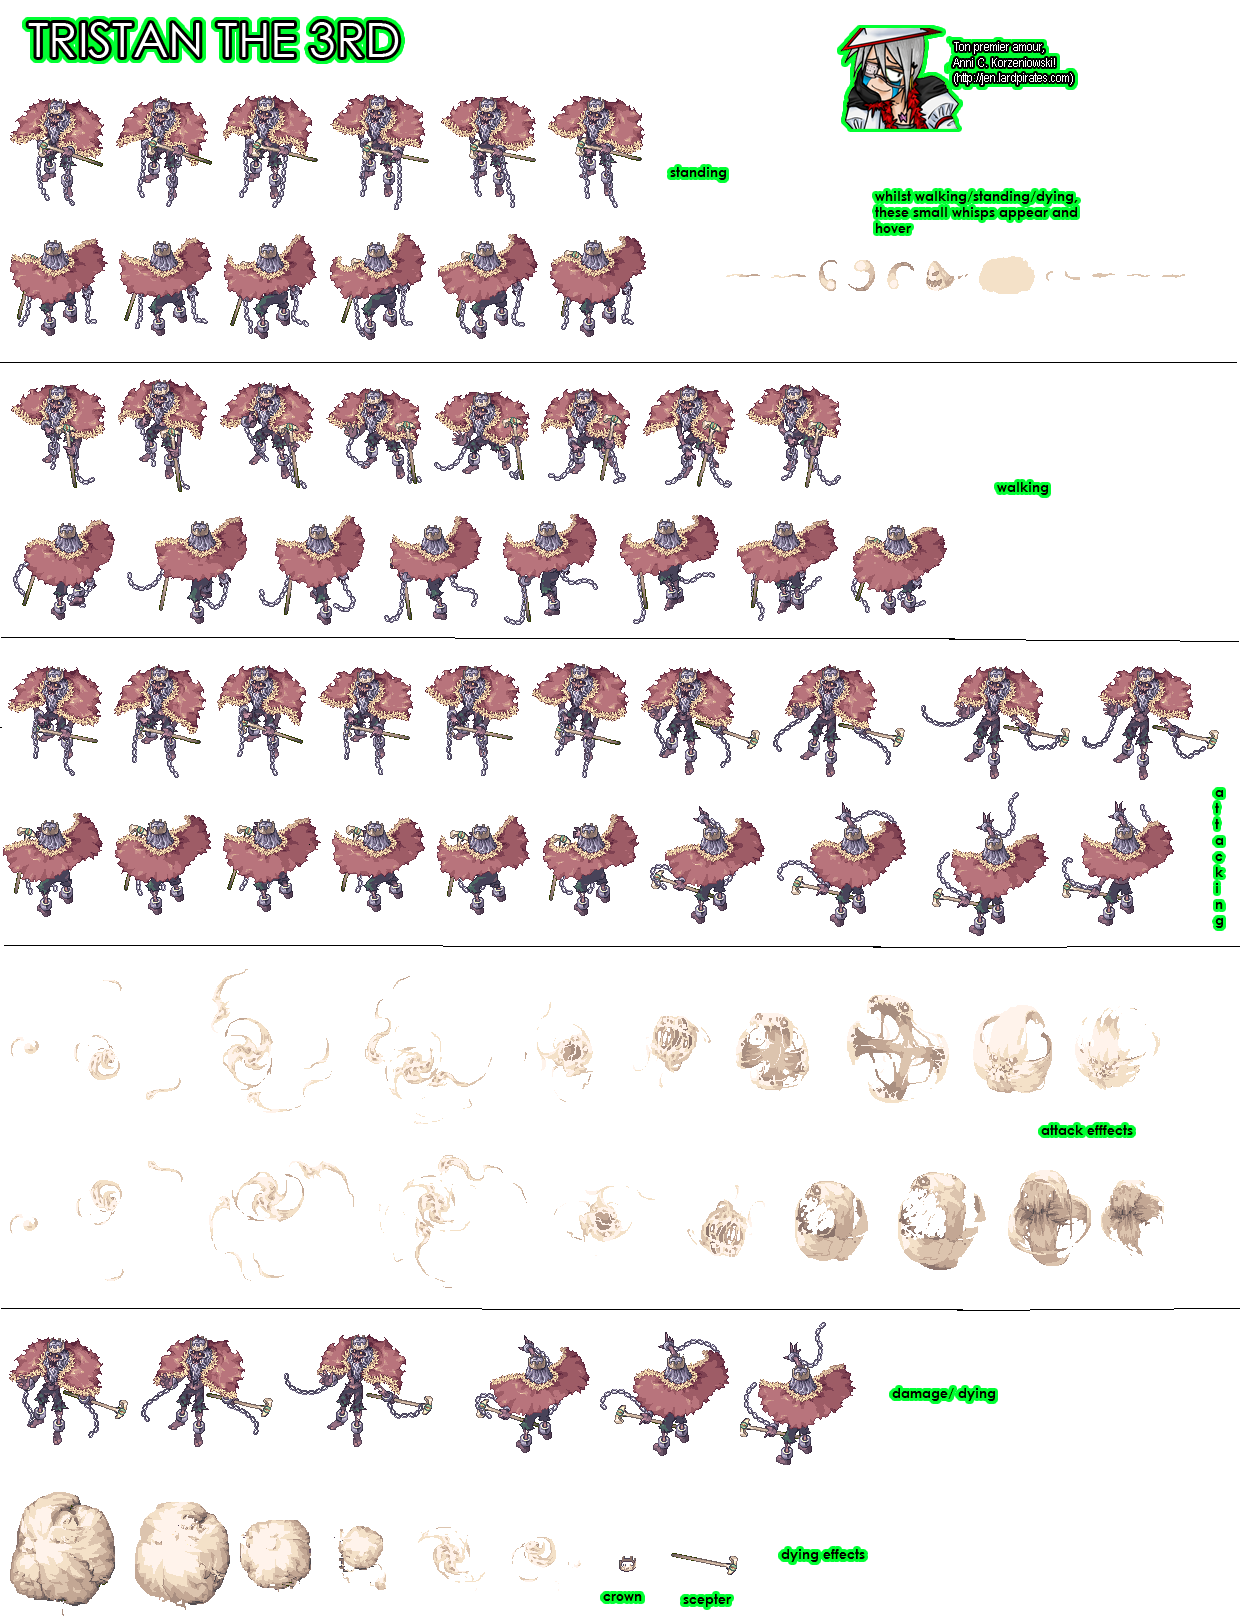 TRISTAN THE 3RD
Ton premier amour,
Anni C. Korzeniowski!
(http://jen.lardpirates.com)
standing
whilst walking/standing/dying,
these small whisps appear and
hover
walking
attacking
attack efffects
damage/ dying
dying effects
crown
scepter